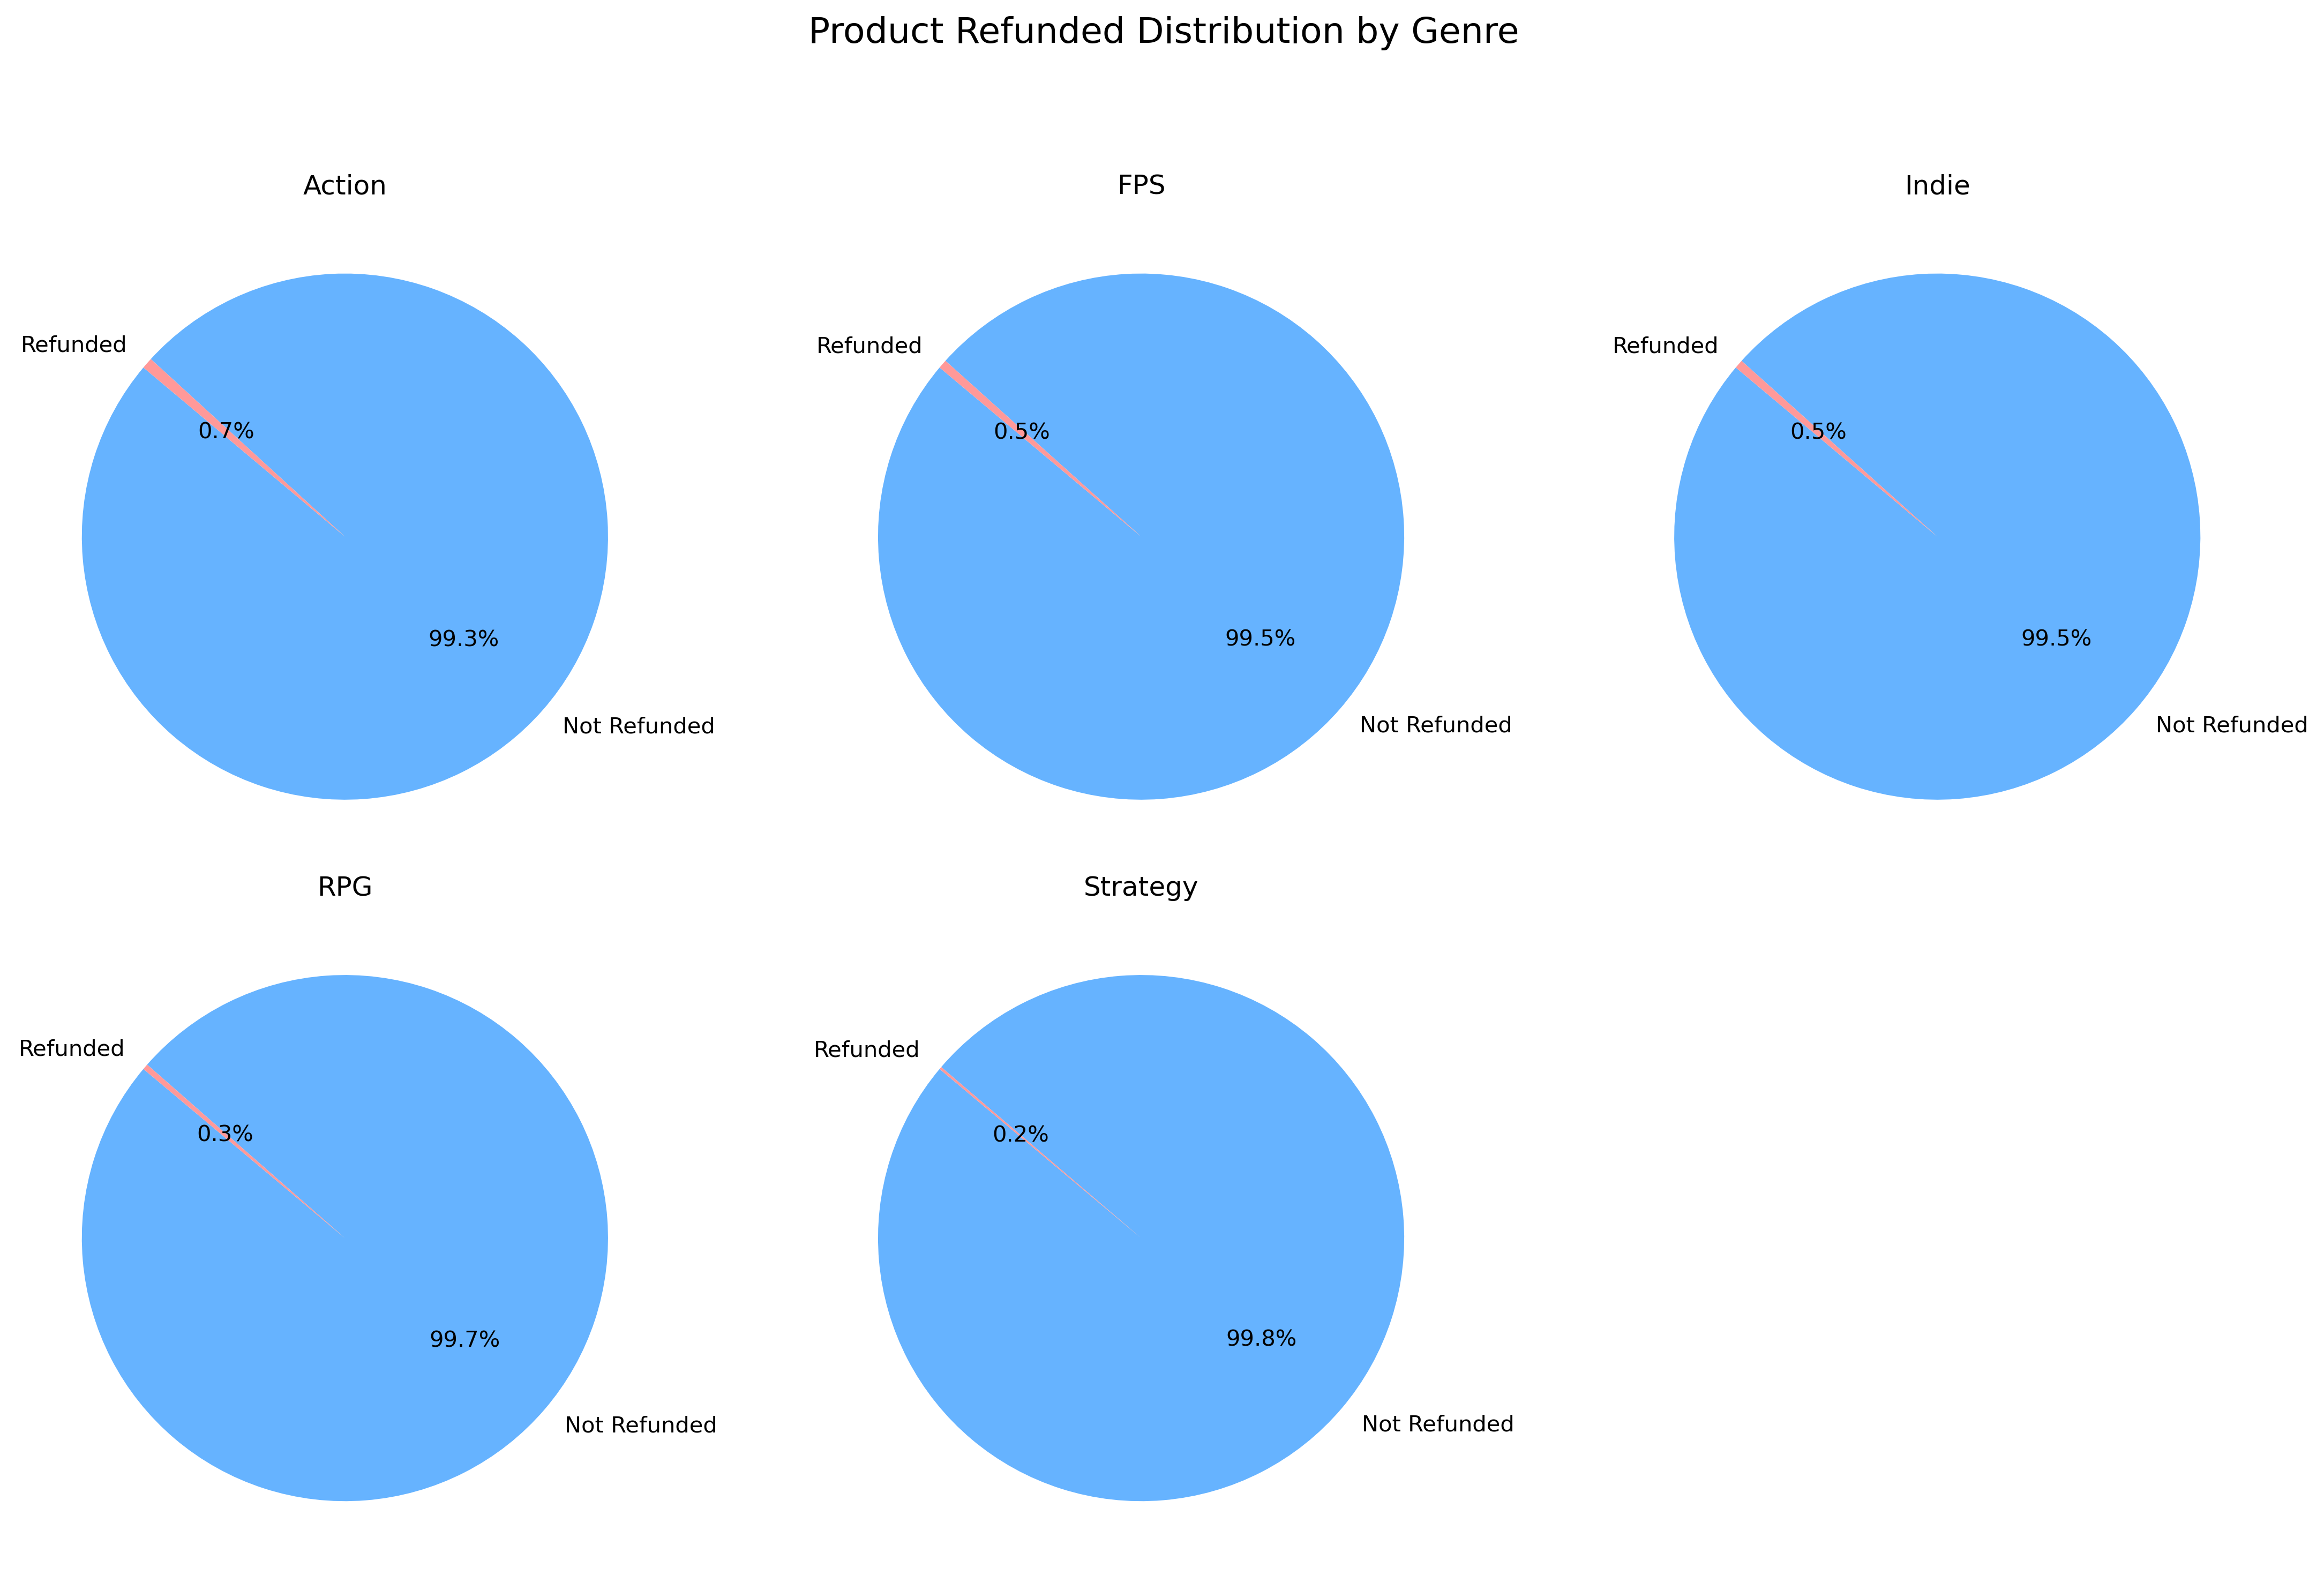 Product Refunded Distribution by Genre
Action
Refunded
0.7%
99.3%
Not Refunded
FPS
Refunded
0.5%
99.5%
Not Refunded
Indie
Refunded
0.5%
99.5%
Not Refunded
RPG
Refunded
0.3%
99.7%
Not Refunded
Strategy
Refunded
0.2%
99.8%
Not Refunded